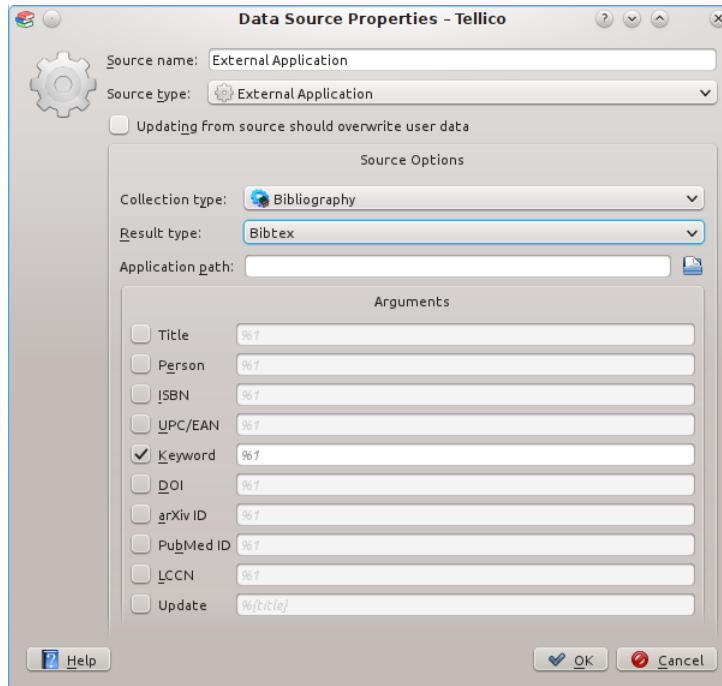 Data Source Properties – Tellico
Source name: External Application
Source type: External Application
Updating from source should overwrite user data
Source Options
Collection type: Bibliography
Result type: Bibtex
Application path:
Arguments
Title %1
Person %1
ISBN %1
UPC/EAN %1
Keyword %1
DOI %1
arXiv ID %1
PubMed ID %1
LCCN %1
Update %{title}
Help OK Cancel